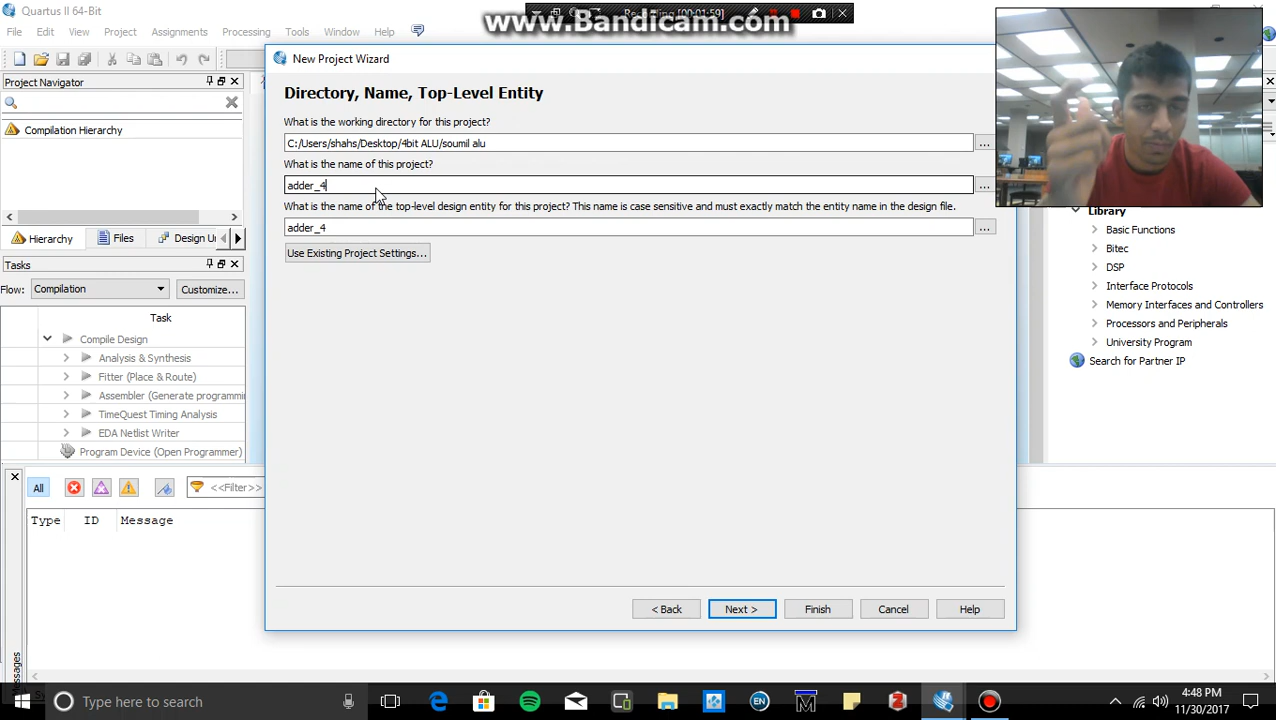 Quartus II 64-Bit
www.Bandicam.com
File Edit View Project Assignments Processing Tools Window Help
Project Navigator
New Project Wizard
Compilation Hierarchy
Directory, Name, Top-Level Entity
What is the working directory for this project?
C:/Users/shahs/Desktop/4bit ALU/soumil alu
...
What is the name of this project?
adder_4
...
What is the name of the top-level design entity for this project? This name is case sensitive and must exactly match the entity name in the design file.
adder_4
...
Use Existing Project Settings...
Hierarchy Files Design
Tasks
Flow: Compilation Customize...
Task
Compile Design
Analysis & Synthesis
Fitter (Place & Route)
Assembler (Generate programmi
TimeQuest Timing Analysis
EDA Netlist Writer
Program Device (Open Programmer)
Library
Basic Functions
Bitec
DSP
Interface Protocols
Memory Interfaces and Controllers
Processors and Peripherals
University Program
Search for Partner IP
All <<Filter>>
Type ID Message
< Back Next > Finish Cancel Help
Type here to search
EN
4:48 PM
11/30/2017